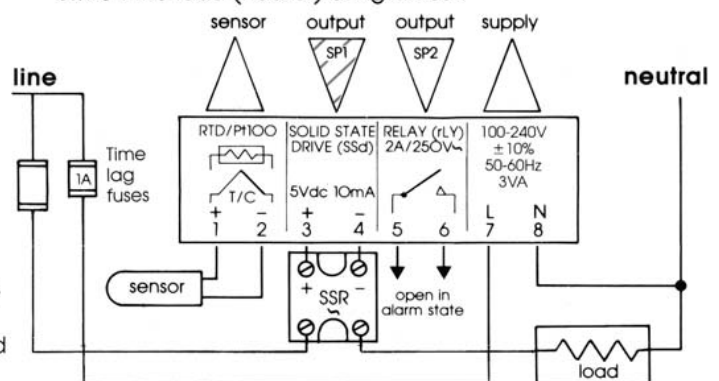 sensor output output supply
SP1 SP2
line neutral
RTD/Pt100 SOLID STATE RELAY (rLY) 100-240V
DRIVE (SSd) 2A/250V~ ±10%
50-60Hz
3VA
Time
lag
fuses
1A
T/C 5Vdc 10mA
L N
+ − + −
1 2 3 4 5 6 7 8
sensor
+ −
SSR
~
open in
alarm state
load